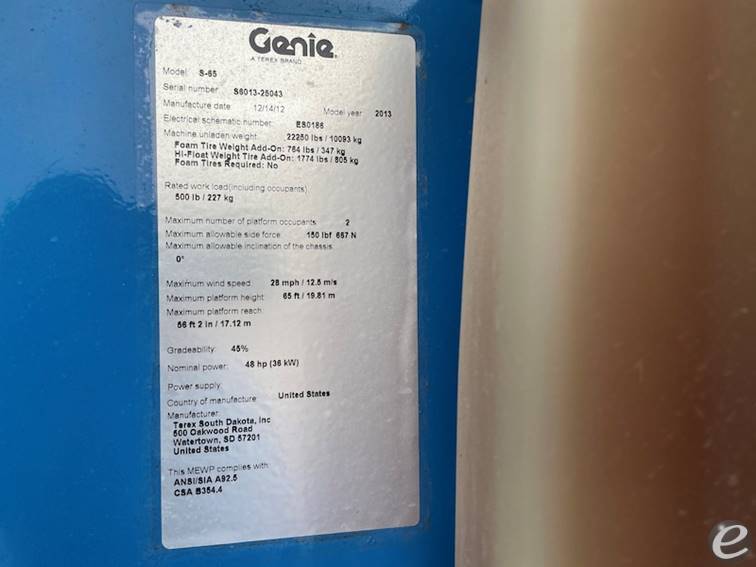 Genie
A TEREX BRAND
Model S-65
Serial number S6013-25043
Manufacture date 12/14/12 Model year 2013
Electrical schematic number ES0186
Machine unladen weight 22250 lbs / 10093 kg
Foam Tire Weight Add-On: 764 lbs / 347 kg
Hi-Float Weight Tire Add-On: 1774 lbs / 805 kg
Foam Tires Required: No
Rated work load(including occupants)
500 lb / 227 kg
Maximum number of platform occupants 2
Maximum allowable side force 150 lbf 667 N
Maximum allowable inclination of the chassis
0°
Maximum wind speed 28 mph / 12.5 m/s
Maximum platform height 65 ft / 19.81 m
Maximum platform reach
56 ft 2 in / 17.12 m
Gradeability: 45%
Nominal power: 48 hp (36 kW)
Power supply
Country of manufacture United States
Manufacturer:
Terex South Dakota, Inc
500 Oakwood Road
Watertown, SD 57201
United States
This MEWP complies with:
ANSI/SIA A92.5
CSA B354.4
e